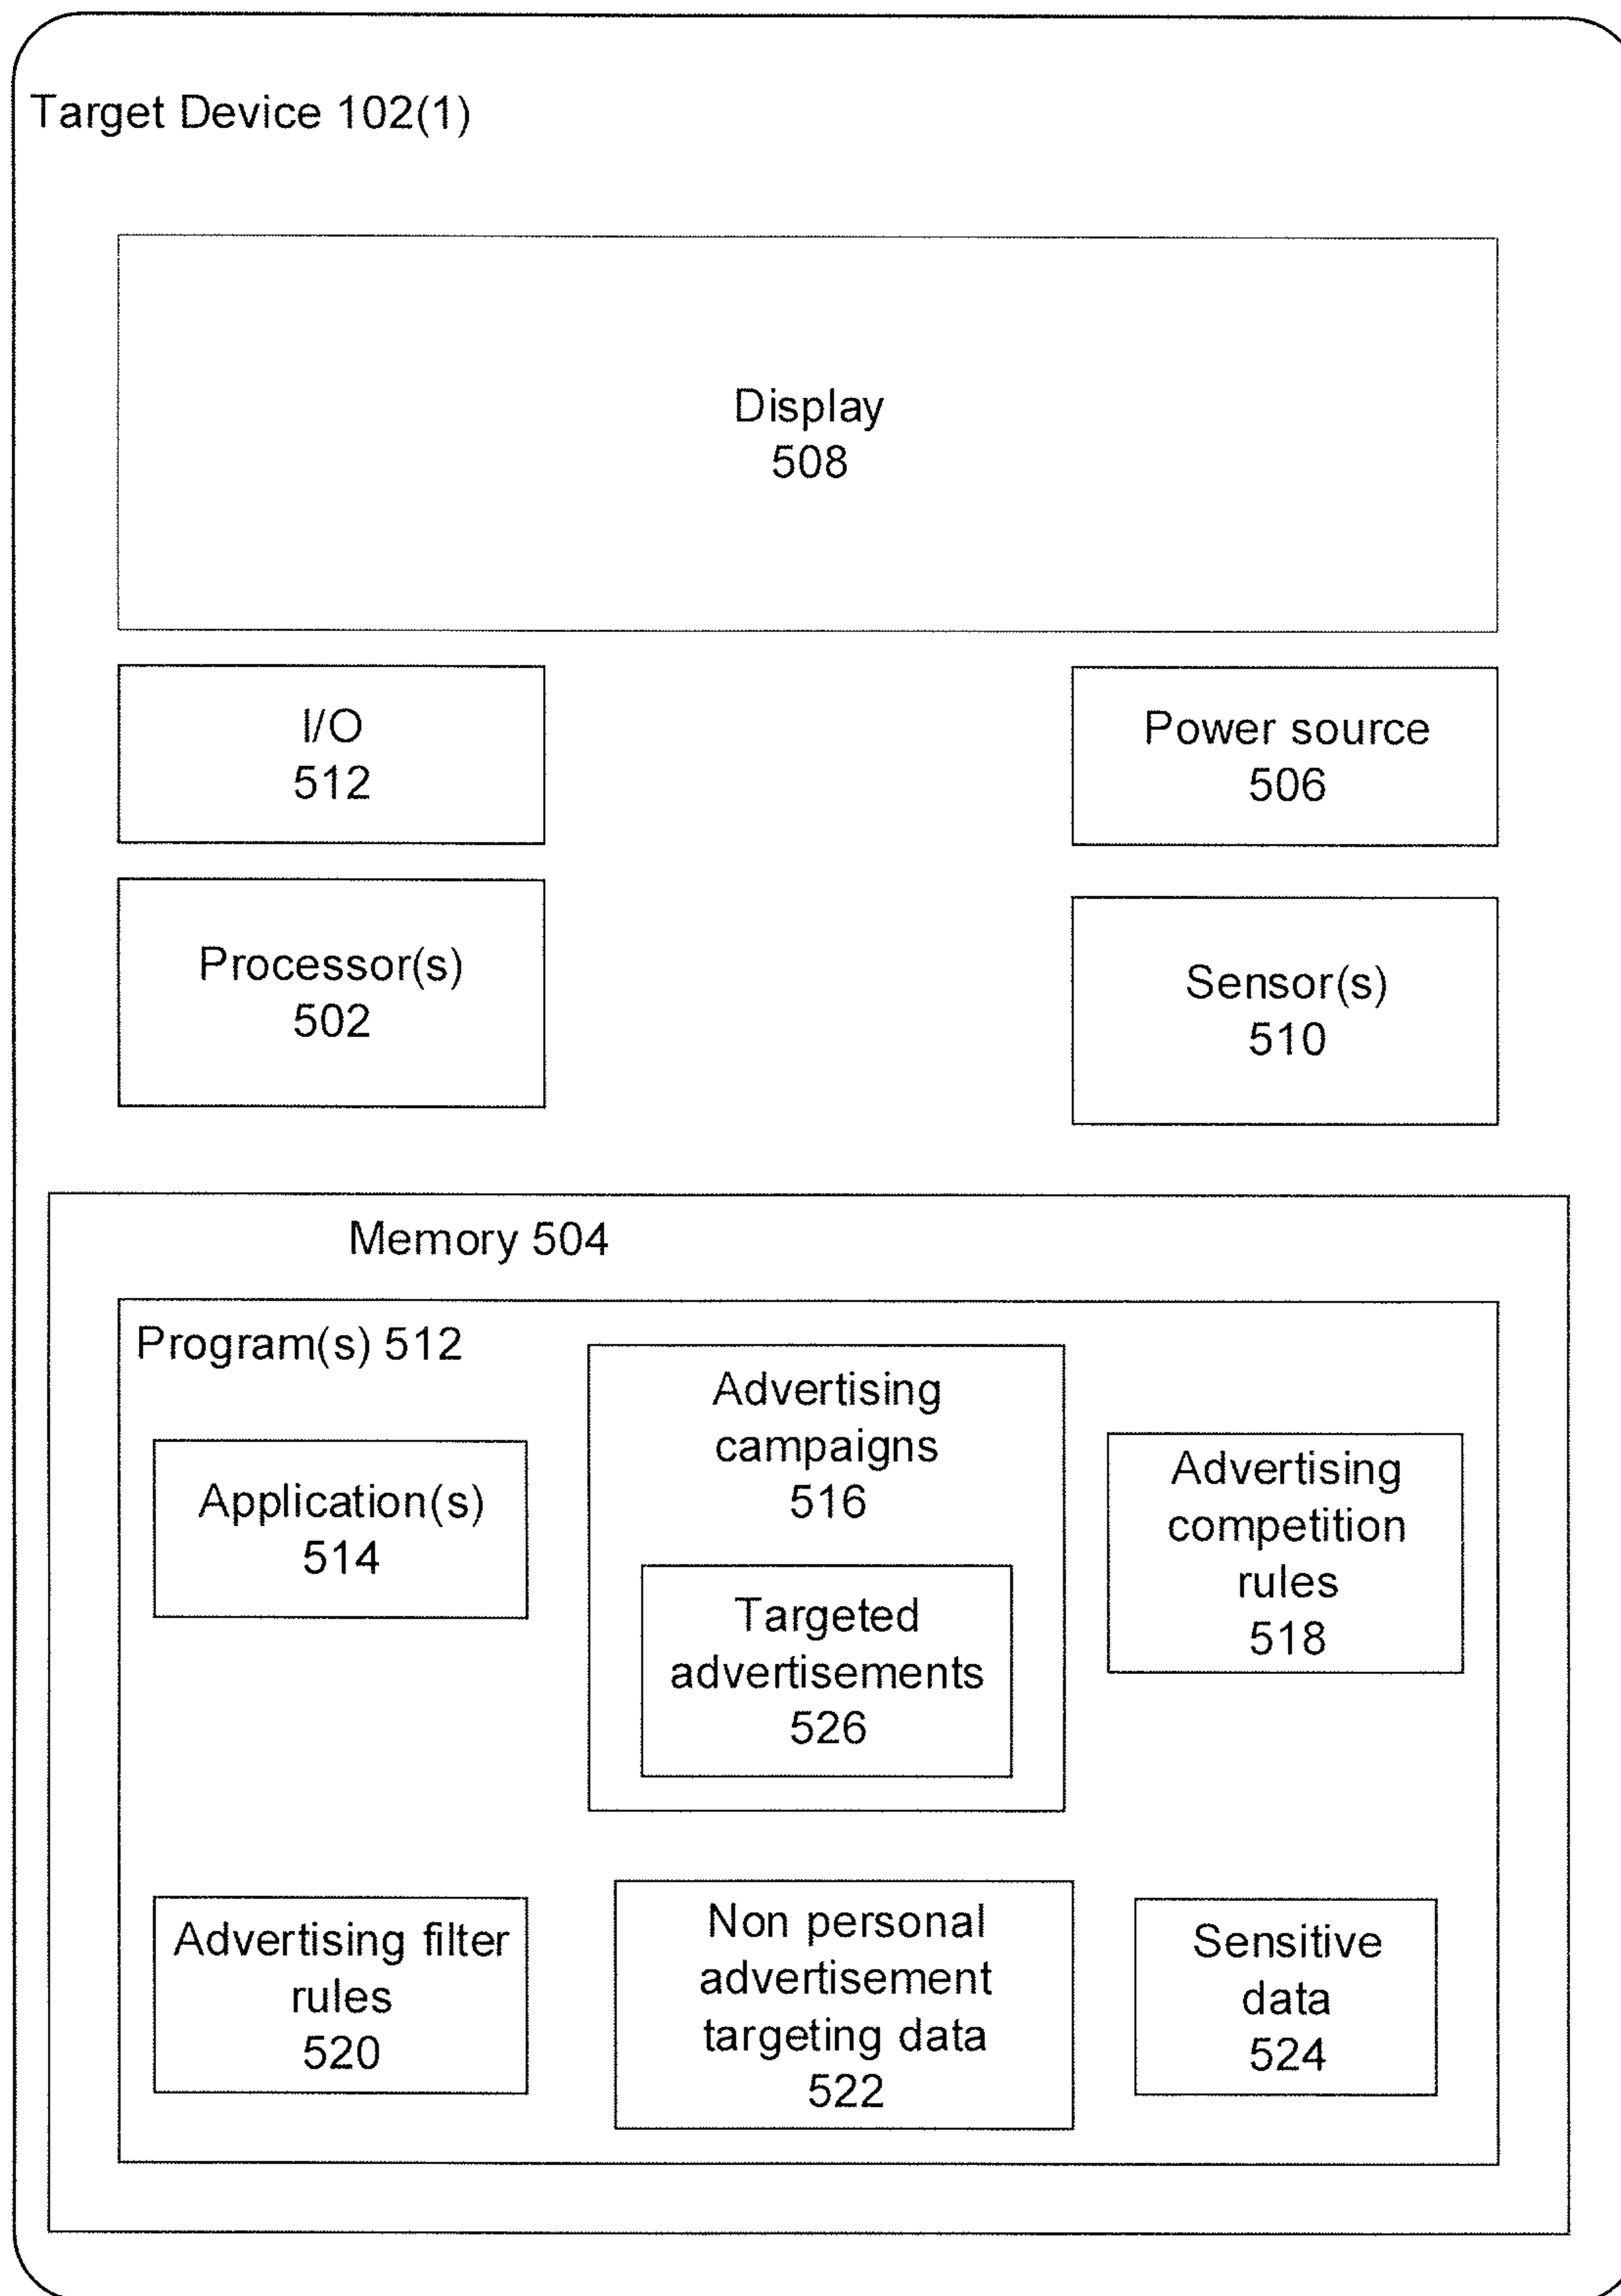 Target Device 102(1)
Display
508
I/O
512
Power source
506
Processor(s)
502
Sensor(s)
510
Memory 504
Program(s) 512
Application(s)
514
Advertising
campaigns
516
Targeted
advertisements
526
Advertising
competition
rules
518
Advertising filter
rules
520
Non personal
advertisement
targeting data
522
Sensitive
data
524